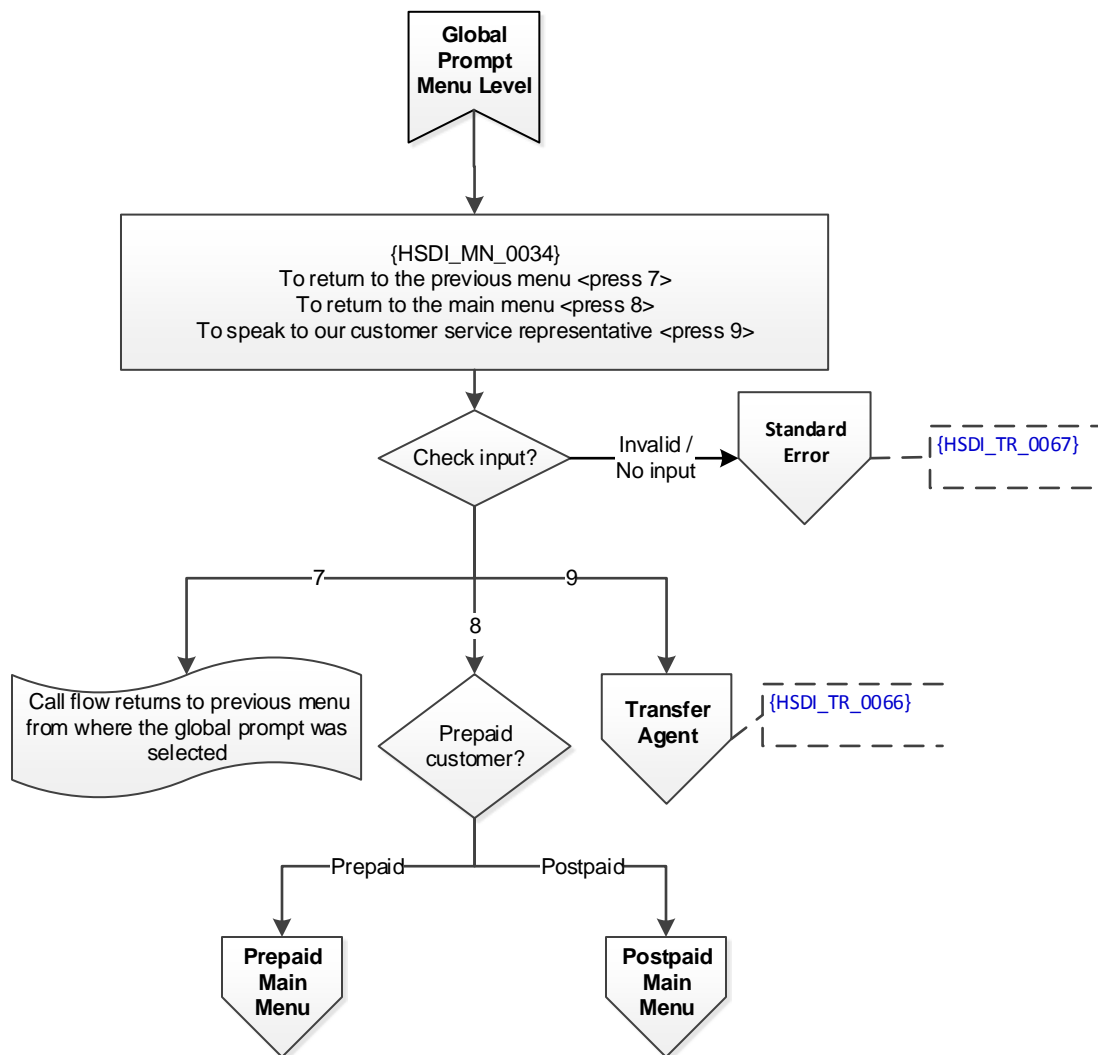 Global
Prompt
Menu Level
{HSDI_MN_0034}
To return to the previous menu <press 7>
To return to the main menu <press 8>
To speak to our customer service representative <press 9>
Check input?
Invalid /
No input
Standard
Error
{HSDI_TR_0067}
7
9
8
Call flow returns to previous menu
from where the global prompt was
selected
Prepaid
customer?
Transfer
Agent
{HSDI_TR_0066}
Prepaid
Postpaid
Prepaid
Main
Menu
Postpaid
Main
Menu